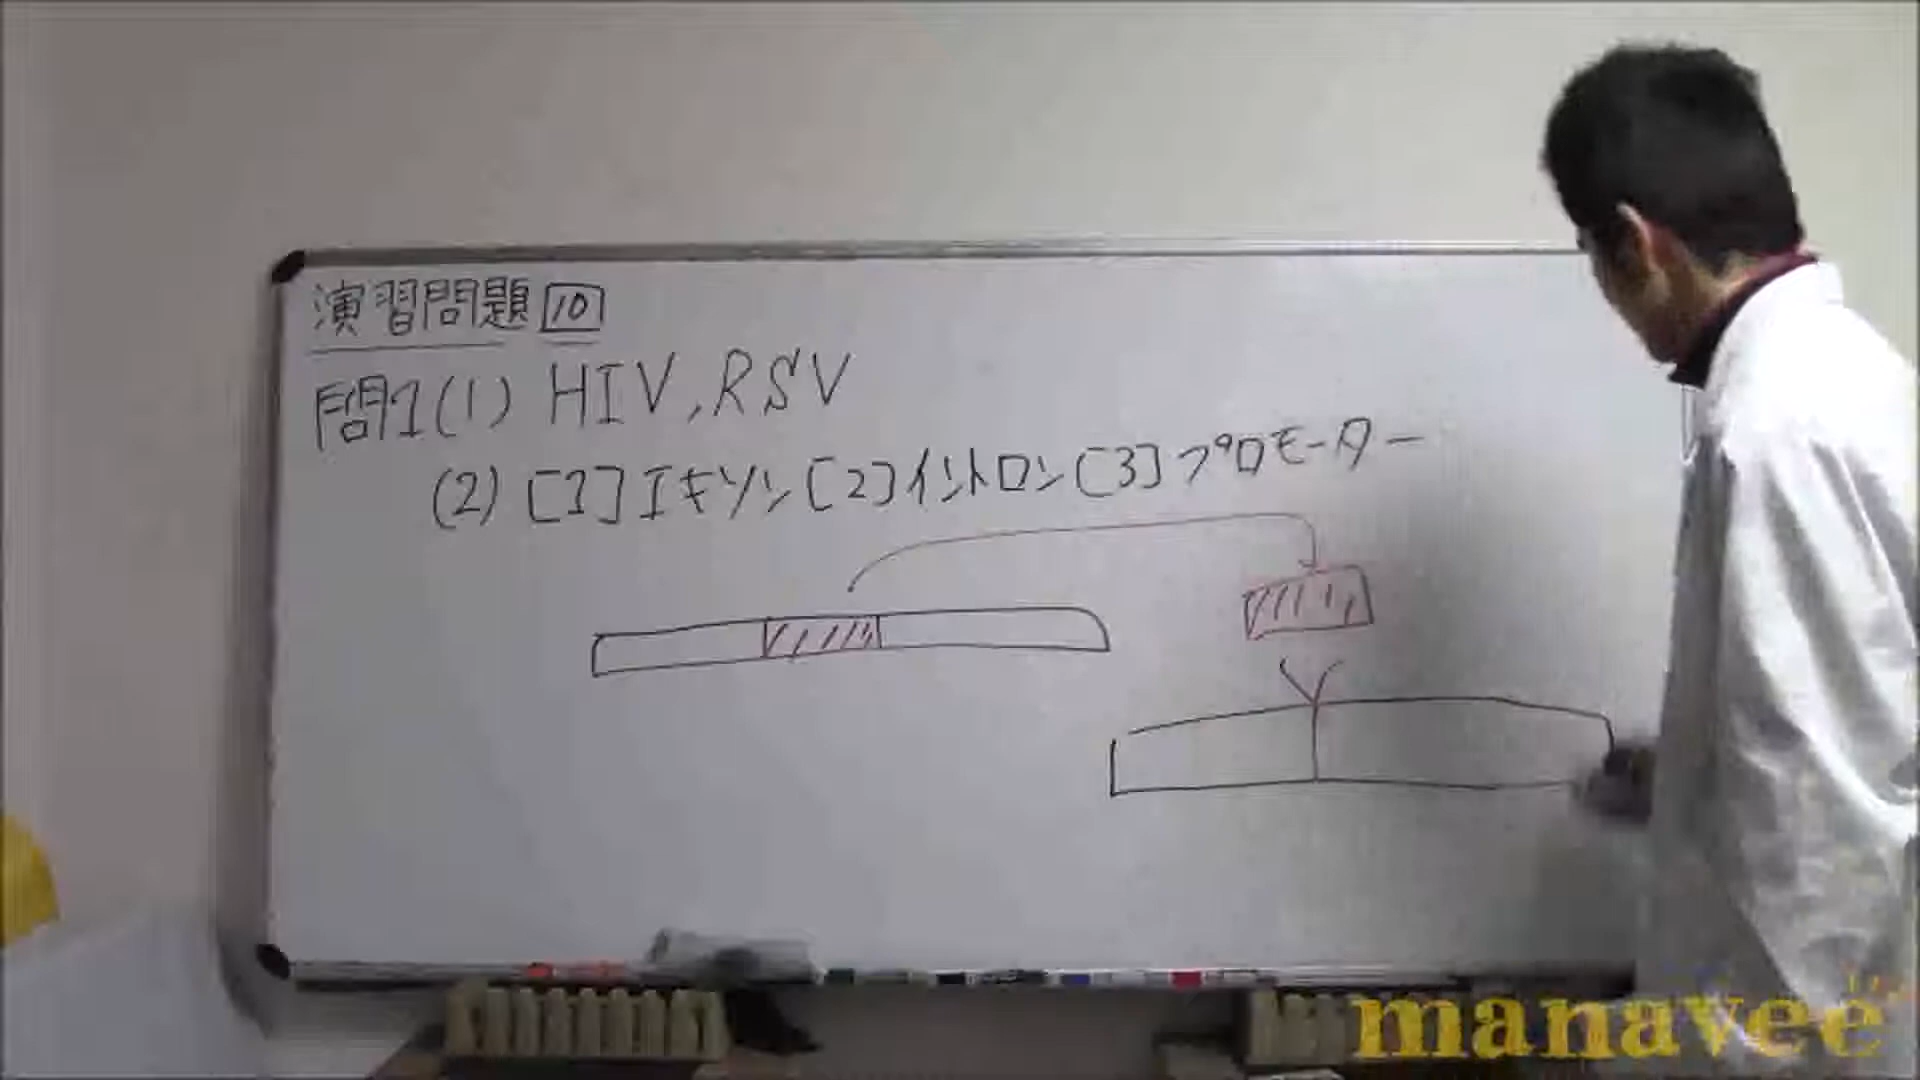 演習問題 10
問1(1) HIV, RSV
(2) [1]エキソン[2]イントロン[3]プロモーター
manavee